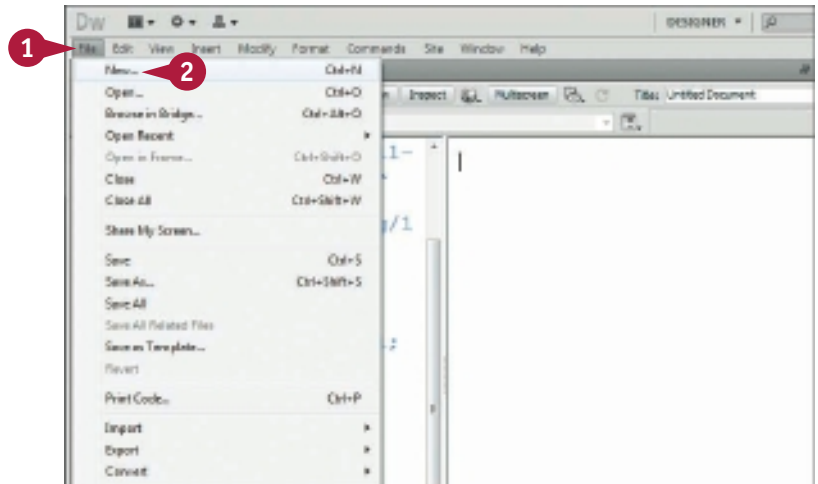 Dw DESIGNER
1
File Edit View Insert Modify Format Commands Site Window Help
New... 2 Ctrl+N
Open... Ctrl+O
Inspect Multiscreen Title: Untitled Document
Browse in Bridge... Ctrl+Alt+O
Open Recent
Open in Frame... Ctrl+Shift+O
Close Ctrl+W
Close All Ctrl+Shift+W
g/1
Share My Screen...
Save Ctrl+S
Save As... Ctrl+Shift+S
Save All
Save All Related Files
Save as Template...
Revert
Print Code... Ctrl+P
Import
Export
Convert